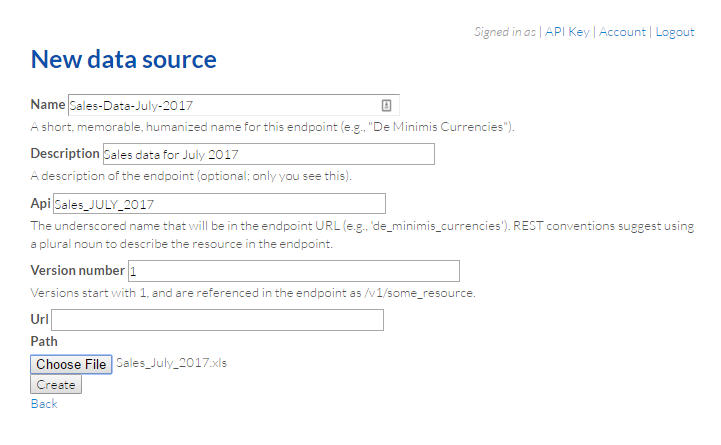 Signed in as | API Key | Account | Logout
New data source
Name Sales-Data-July-2017
A short, memorable, humanized name for this endpoint (e.g., "De Minimis Currencies").
Description Sales data for July 2017
A description of the endpoint (optional; only you see this).
Api Sales_JULY_2017
The underscored name that will be in the endpoint URL (e.g., 'de_minimis_currencies'). REST conventions suggest using
a plural noun to describe the resource in the endpoint.
Version number 1
Versions start with 1, and are referenced in the endpoint as /v1/some_resource.
Url
Path
Choose File Sales_July_2017.xls
Create
Back